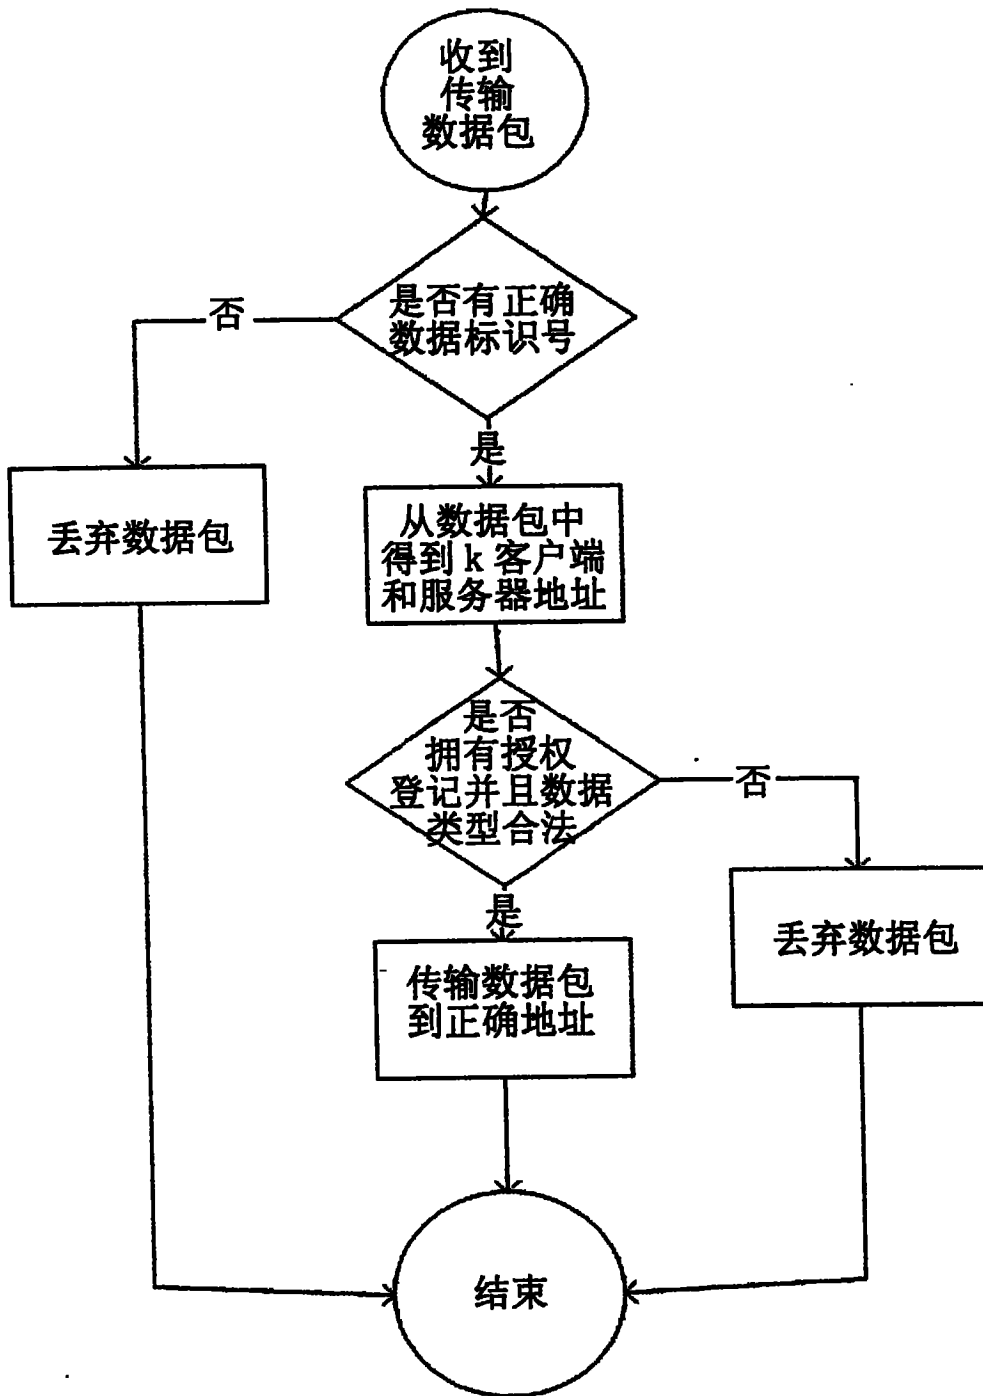 收到
传输
数据包
是否有正确
数据标识号
否
是
丢弃数据包
从数据包中
得到 k 客户端
和服务器地址
是否
拥有授权
登记并且数据
类型合法
否
是
丢弃数据包
传输数据包
到正确地址
结束